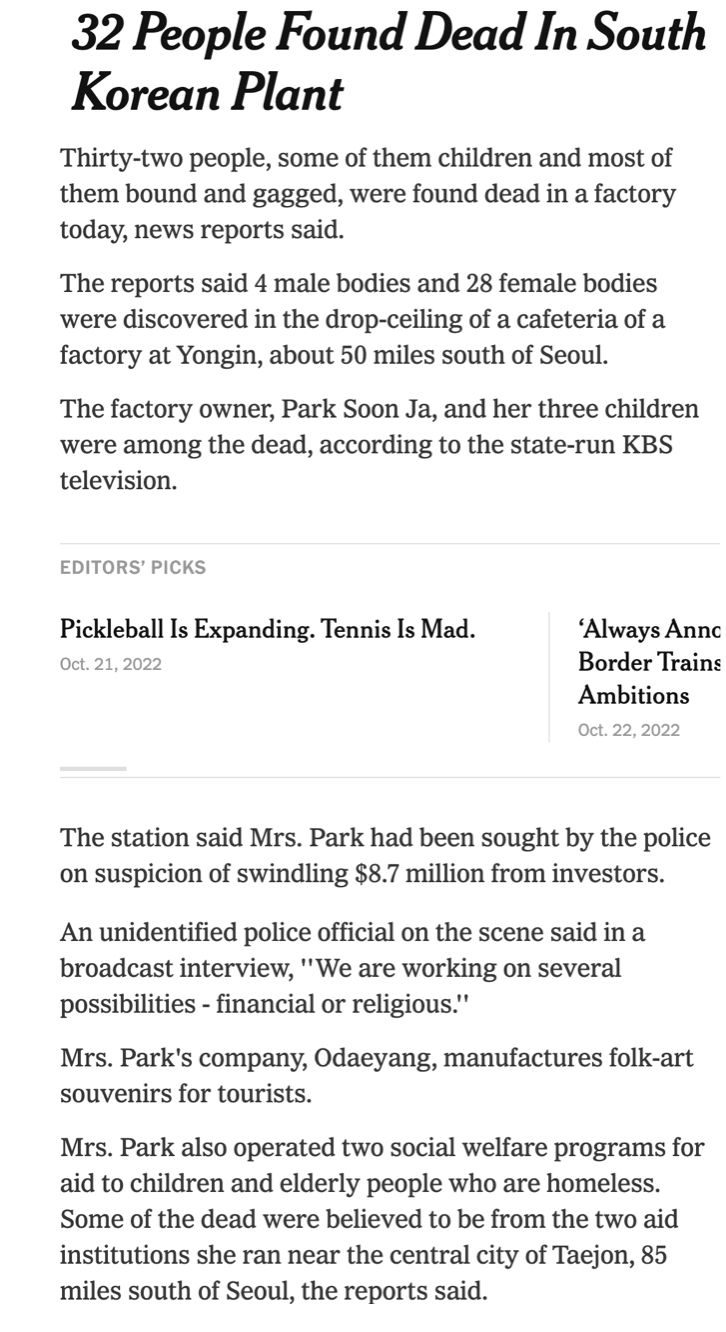 32 People Found Dead In South
Korean Plant
Thirty-two people, some of them children and most of
them bound and gagged, were found dead in a factory
today, news reports said.
The reports said 4 male bodies and 28 female bodies
were discovered in the drop-ceiling of a cafeteria of a
factory at Yongin, about 50 miles south of Seoul.
The factory owner, Park Soon Ja, and her three children
were among the dead, according to the state-run KBS
television.
EDITORS’ PICKS
Pickleball Is Expanding. Tennis Is Mad.
Oct. 21, 2022
‘Always Anno
Border Trains
Ambitions
Oct. 22, 2022
The station said Mrs. Park had been sought by the police
on suspicion of swindling $8.7 million from investors.
An unidentified police official on the scene said in a
broadcast interview, ''We are working on several
possibilities - financial or religious.''
Mrs. Park's company, Odaeyang, manufactures folk-art
souvenirs for tourists.
Mrs. Park also operated two social welfare programs for
aid to children and elderly people who are homeless.
Some of the dead were believed to be from the two aid
institutions she ran near the central city of Taejon, 85
miles south of Seoul, the reports said.